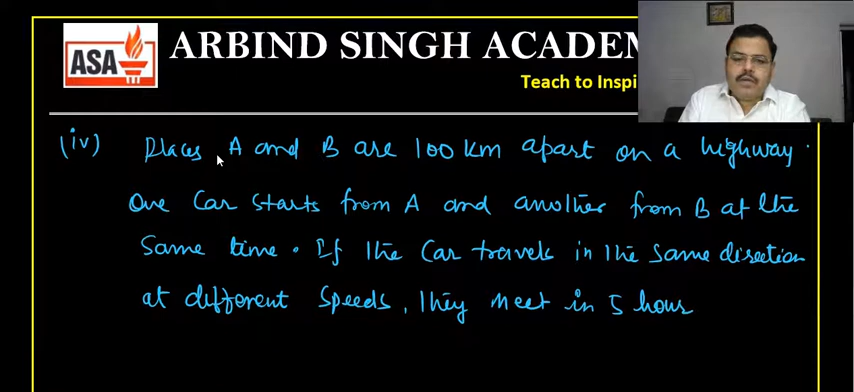 ASA
ARBIND SINGH ACADEM
Teach to Inspi
(iv) Places A and B are 100 km apart on a highway.
One Car starts from A and another from B at the
same time. If the Car travels in the same direction
at different speeds, they meet in 5 hour